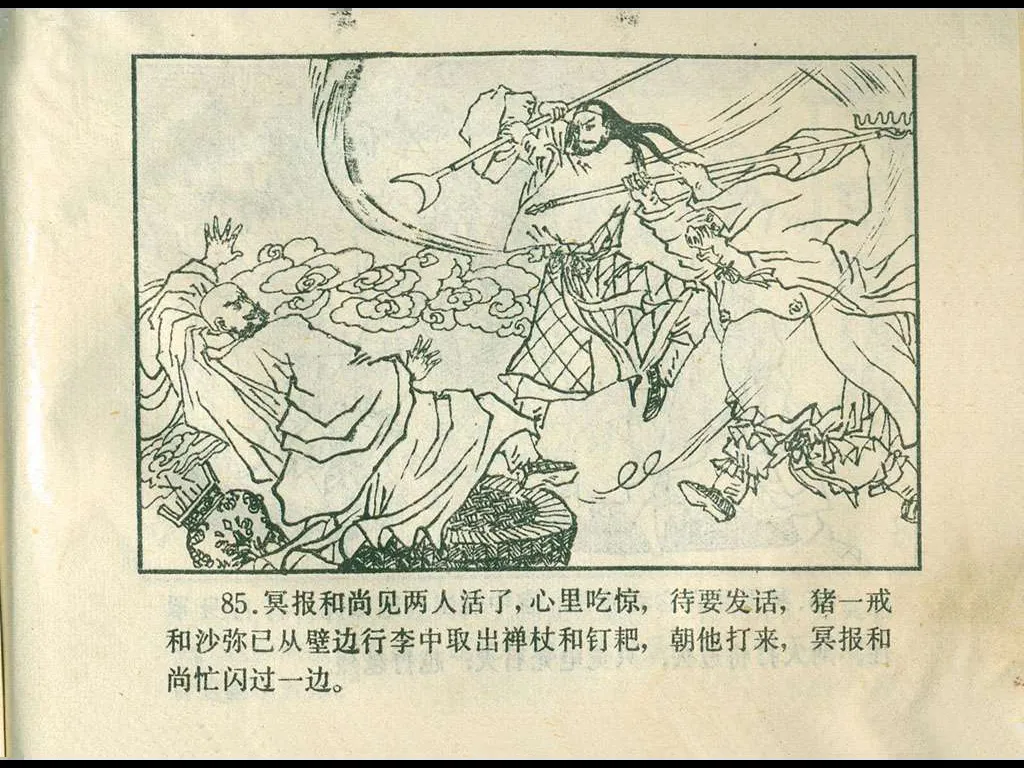 85.冥报和尚见两人活了,心里吃惊，待要发话，猪一戒
和沙弥已从壁边行李中取出禅杖和钉耙，朝他打来，冥报和
尚忙闪过一边。